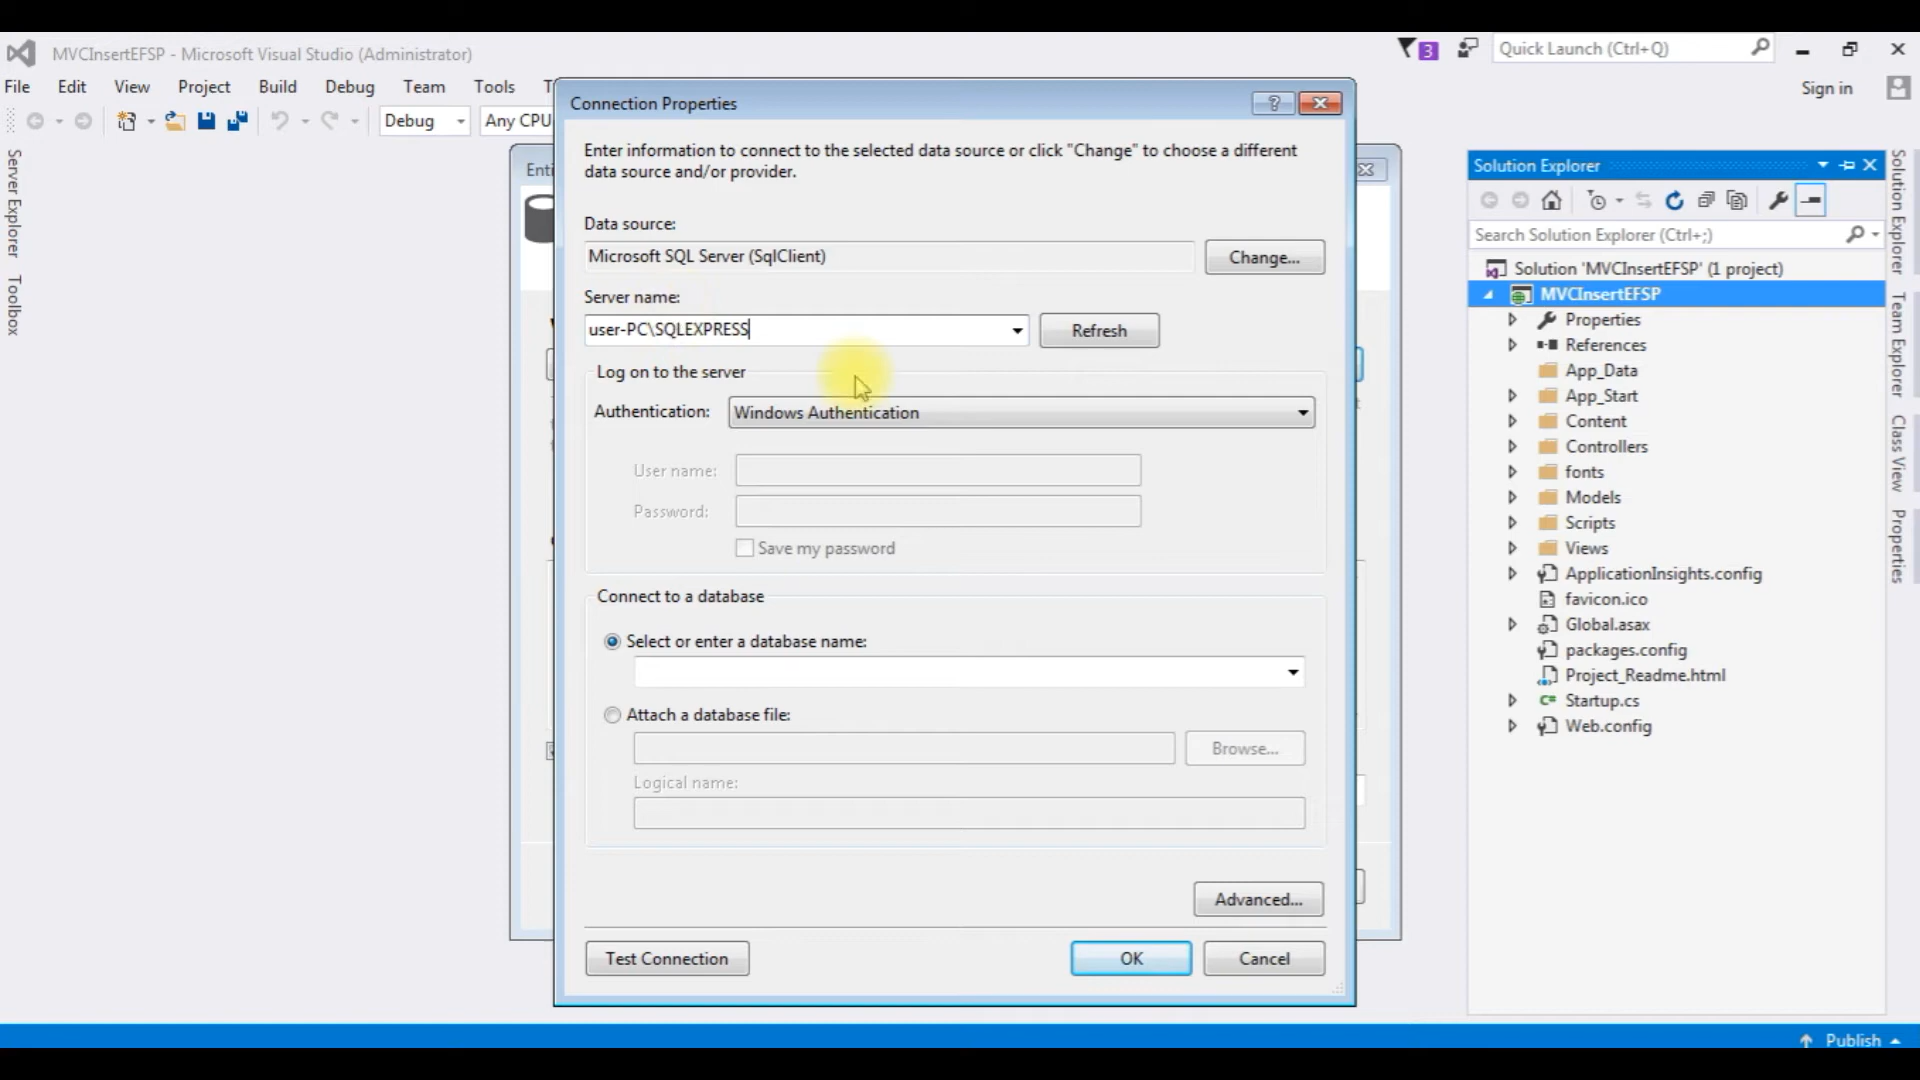 MVCInsertEFSP - Microsoft Visual Studio (Administrator)
3
Quick Launch (Ctrl+Q)
File Edit View Project Build Debug Team Tools
Sign in
Debug
Any CPU
Server Explorer
Toolbox
Connection Properties
Enter information to connect to the selected data source or click "Change" to choose a different
data source and/or provider.
Data source:
Microsoft SQL Server (SqlClient)
Change...
Server name:
user-PC\SQLEXPRESS
Refresh
Log on to the server
Authentication:
Windows Authentication
User name:
Password:
Save my password
Connect to a database
Select or enter a database name:
Attach a database file:
Browse...
Logical name:
Advanced...
Test Connection
OK
Cancel
Solution Explorer
Search Solution Explorer (Ctrl+;)
Solution 'MVCInsertEFSP' (1 project)
MVCInsertEFSP
Properties
References
App_Data
App_Start
Content
Controllers
fonts
Models
Scripts
Views
ApplicationInsights.config
favicon.ico
Global.asax
packages.config
Project_Readme.html
Startup.cs
Web.config
Solution Explorer
Team Explorer
Class View
Properties
Publish